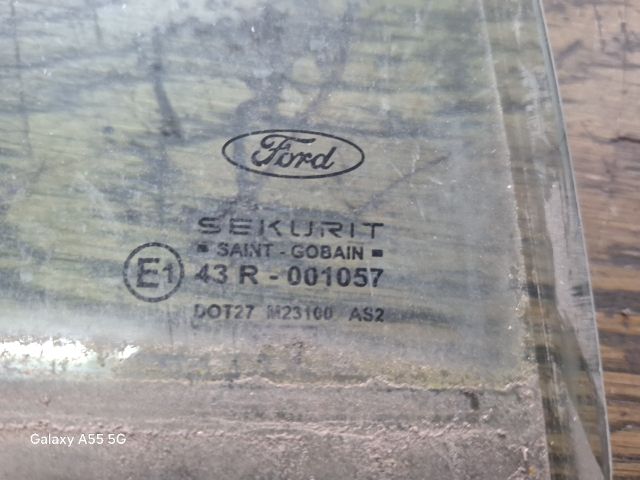 Ford
SEKURIT
▪ SAINT - GOBAIN ▪
E1 43 R - 001057
DOT27 M23100 AS2
Galaxy A55 5G